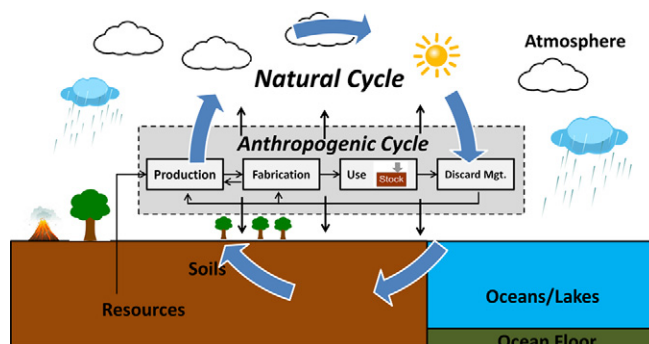 Atmosphere
Natural Cycle
Anthropogenic Cycle
Production
Fabrication
Use
Stock
Discard Mgt.
Soils
Resources
Oceans/Lakes
Ocean Floor